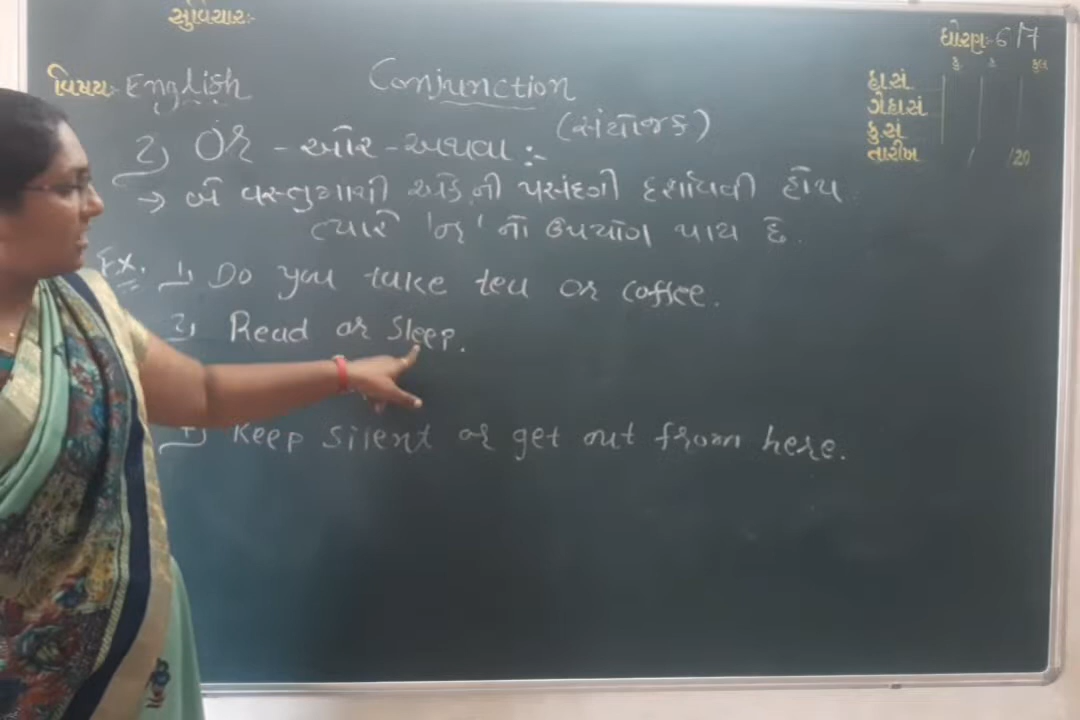 સુવિચારઃ-
ધોરણઃ- 6/7
વિષયઃ- English
Conjunction
(સંયોજક)
કુ ક કુલ
હા.સં.
ગે.હા.સં.
કુ.સં.
તારીખ / /20
2) Or - ઓર - અથવા :-
→ બે વસ્તુમાથી એક ની પસંદગી દર્શાવવી હોય
ત્યારે 'or' નો ઉપયોગ થાય છે.
Ex. 1) Do you take tea or coffee.
2) Read or Sleep.
Keep silent or get out from here.